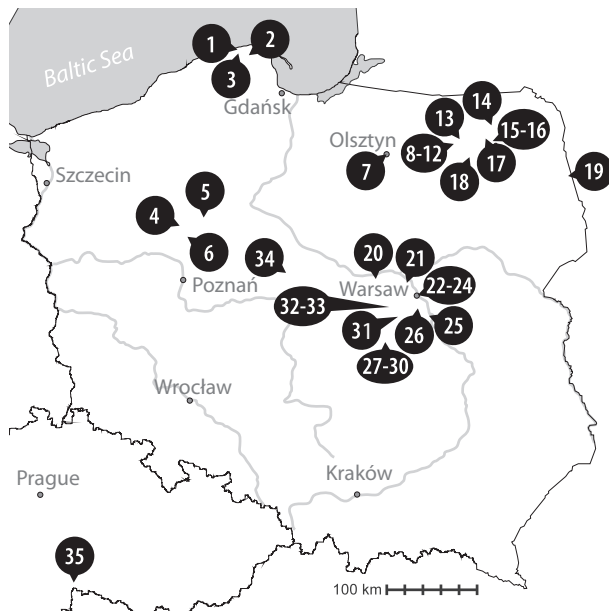 1
2
Baltic Sea
3
Gdańsk
14
13
15-16
Olsztyn
8-12
17
7
18
19
Szczecin
5
4
6
34
20
21
Poznań
Warsaw
22-24
32-33
31
26
25
27-30
Wrocław
Prague
Kraków
35
100 km